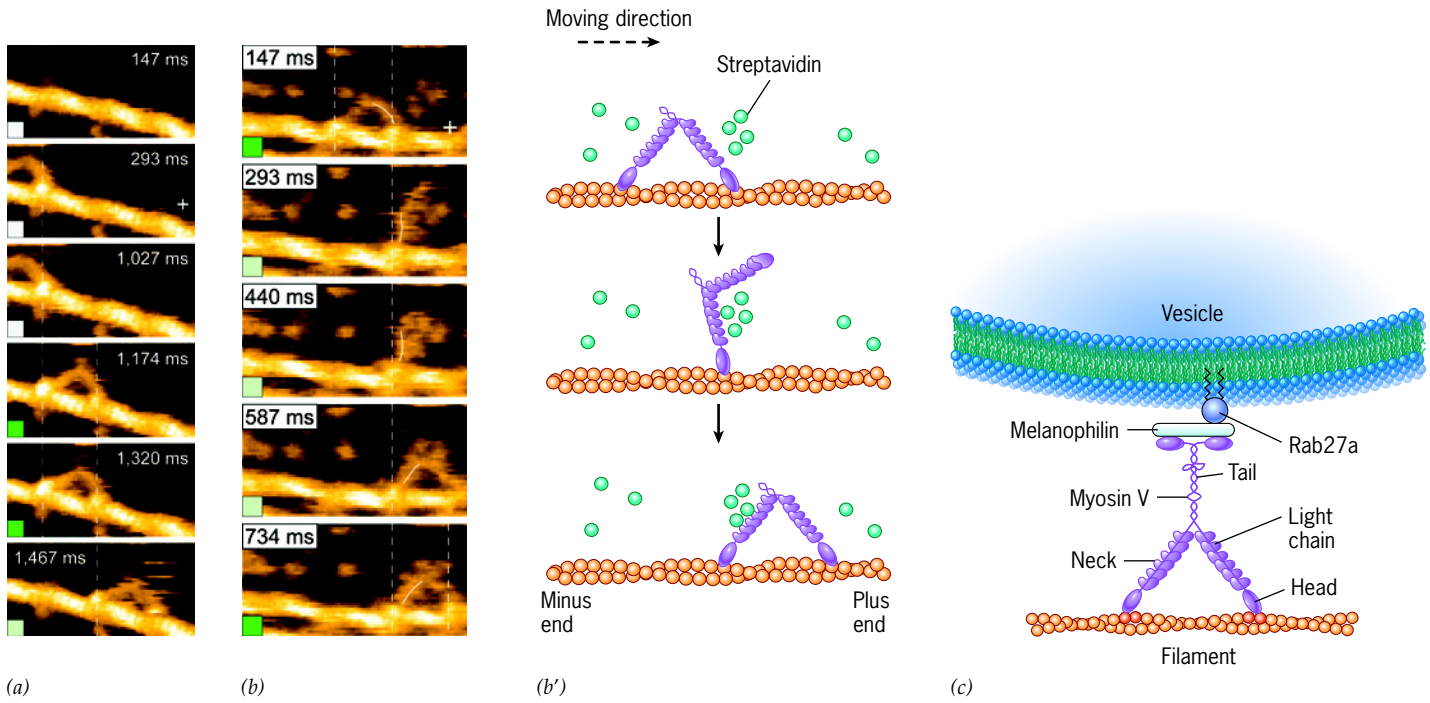 147 ms
293 ms
1,027 ms
1,174 ms
1,320 ms
1,467 ms
(a)
147 ms
293 ms
440 ms
587 ms
734 ms
(b)
Moving direction
Streptavidin
Minus
end
Plus
end
(b′)
Vesicle
Melanophilin
Rab27a
Tail
Myosin V
Light
chain
Neck
Head
Filament
(c)